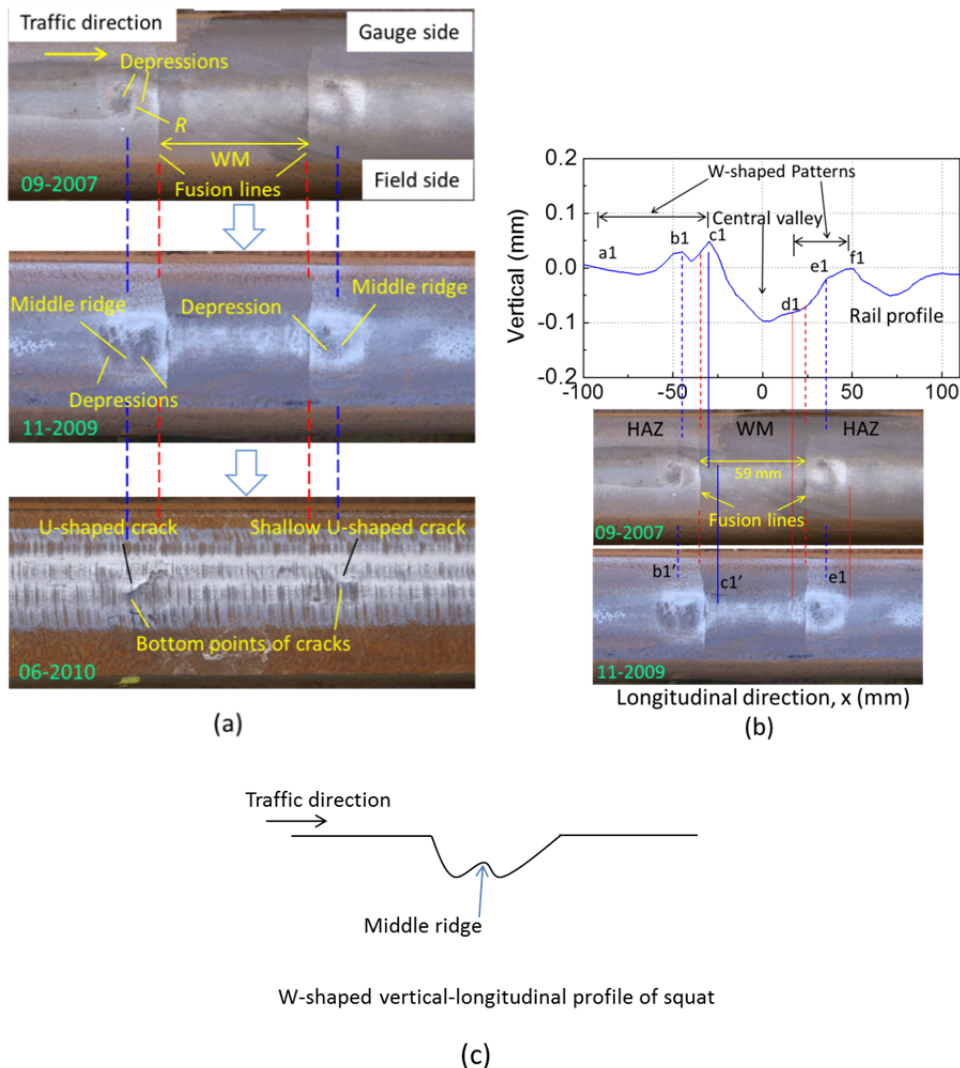 Traffic direction
Gauge side
Depressions
R
WM
Fusion lines
Field side
09-2007
Middle ridge
Depression
Middle ridge
Depressions
11-2009
U-shaped crack
Shallow U-shaped crack
Bottom points of cracks
06-2010
(a)
0.2
0.1
0.0
-0.1
-0.2
Vertical (mm)
W-shaped Patterns
Central valley
a1
b1
c1
d1
e1
f1
Rail profile
-100
-50
0
50
100
HAZ
WM
HAZ
59 mm
Fusion lines
09-2007
b1’
c1’
e1
11-2009
Longitudinal direction, x (mm)
(b)
Traffic direction
Middle ridge
W-shaped vertical-longitudinal profile of squat
(c)